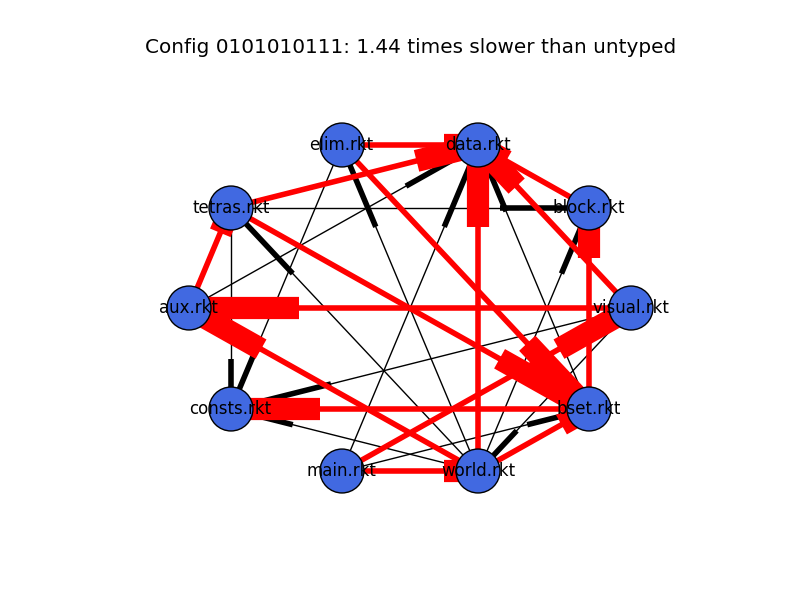 Config 0101010111: 1.44 times slower than untyped
elim.rkt
data.rkt
tetras.rkt
block.rkt
aux.rkt
visual.rkt
consts.rkt
bset.rkt
main.rkt
world.rkt